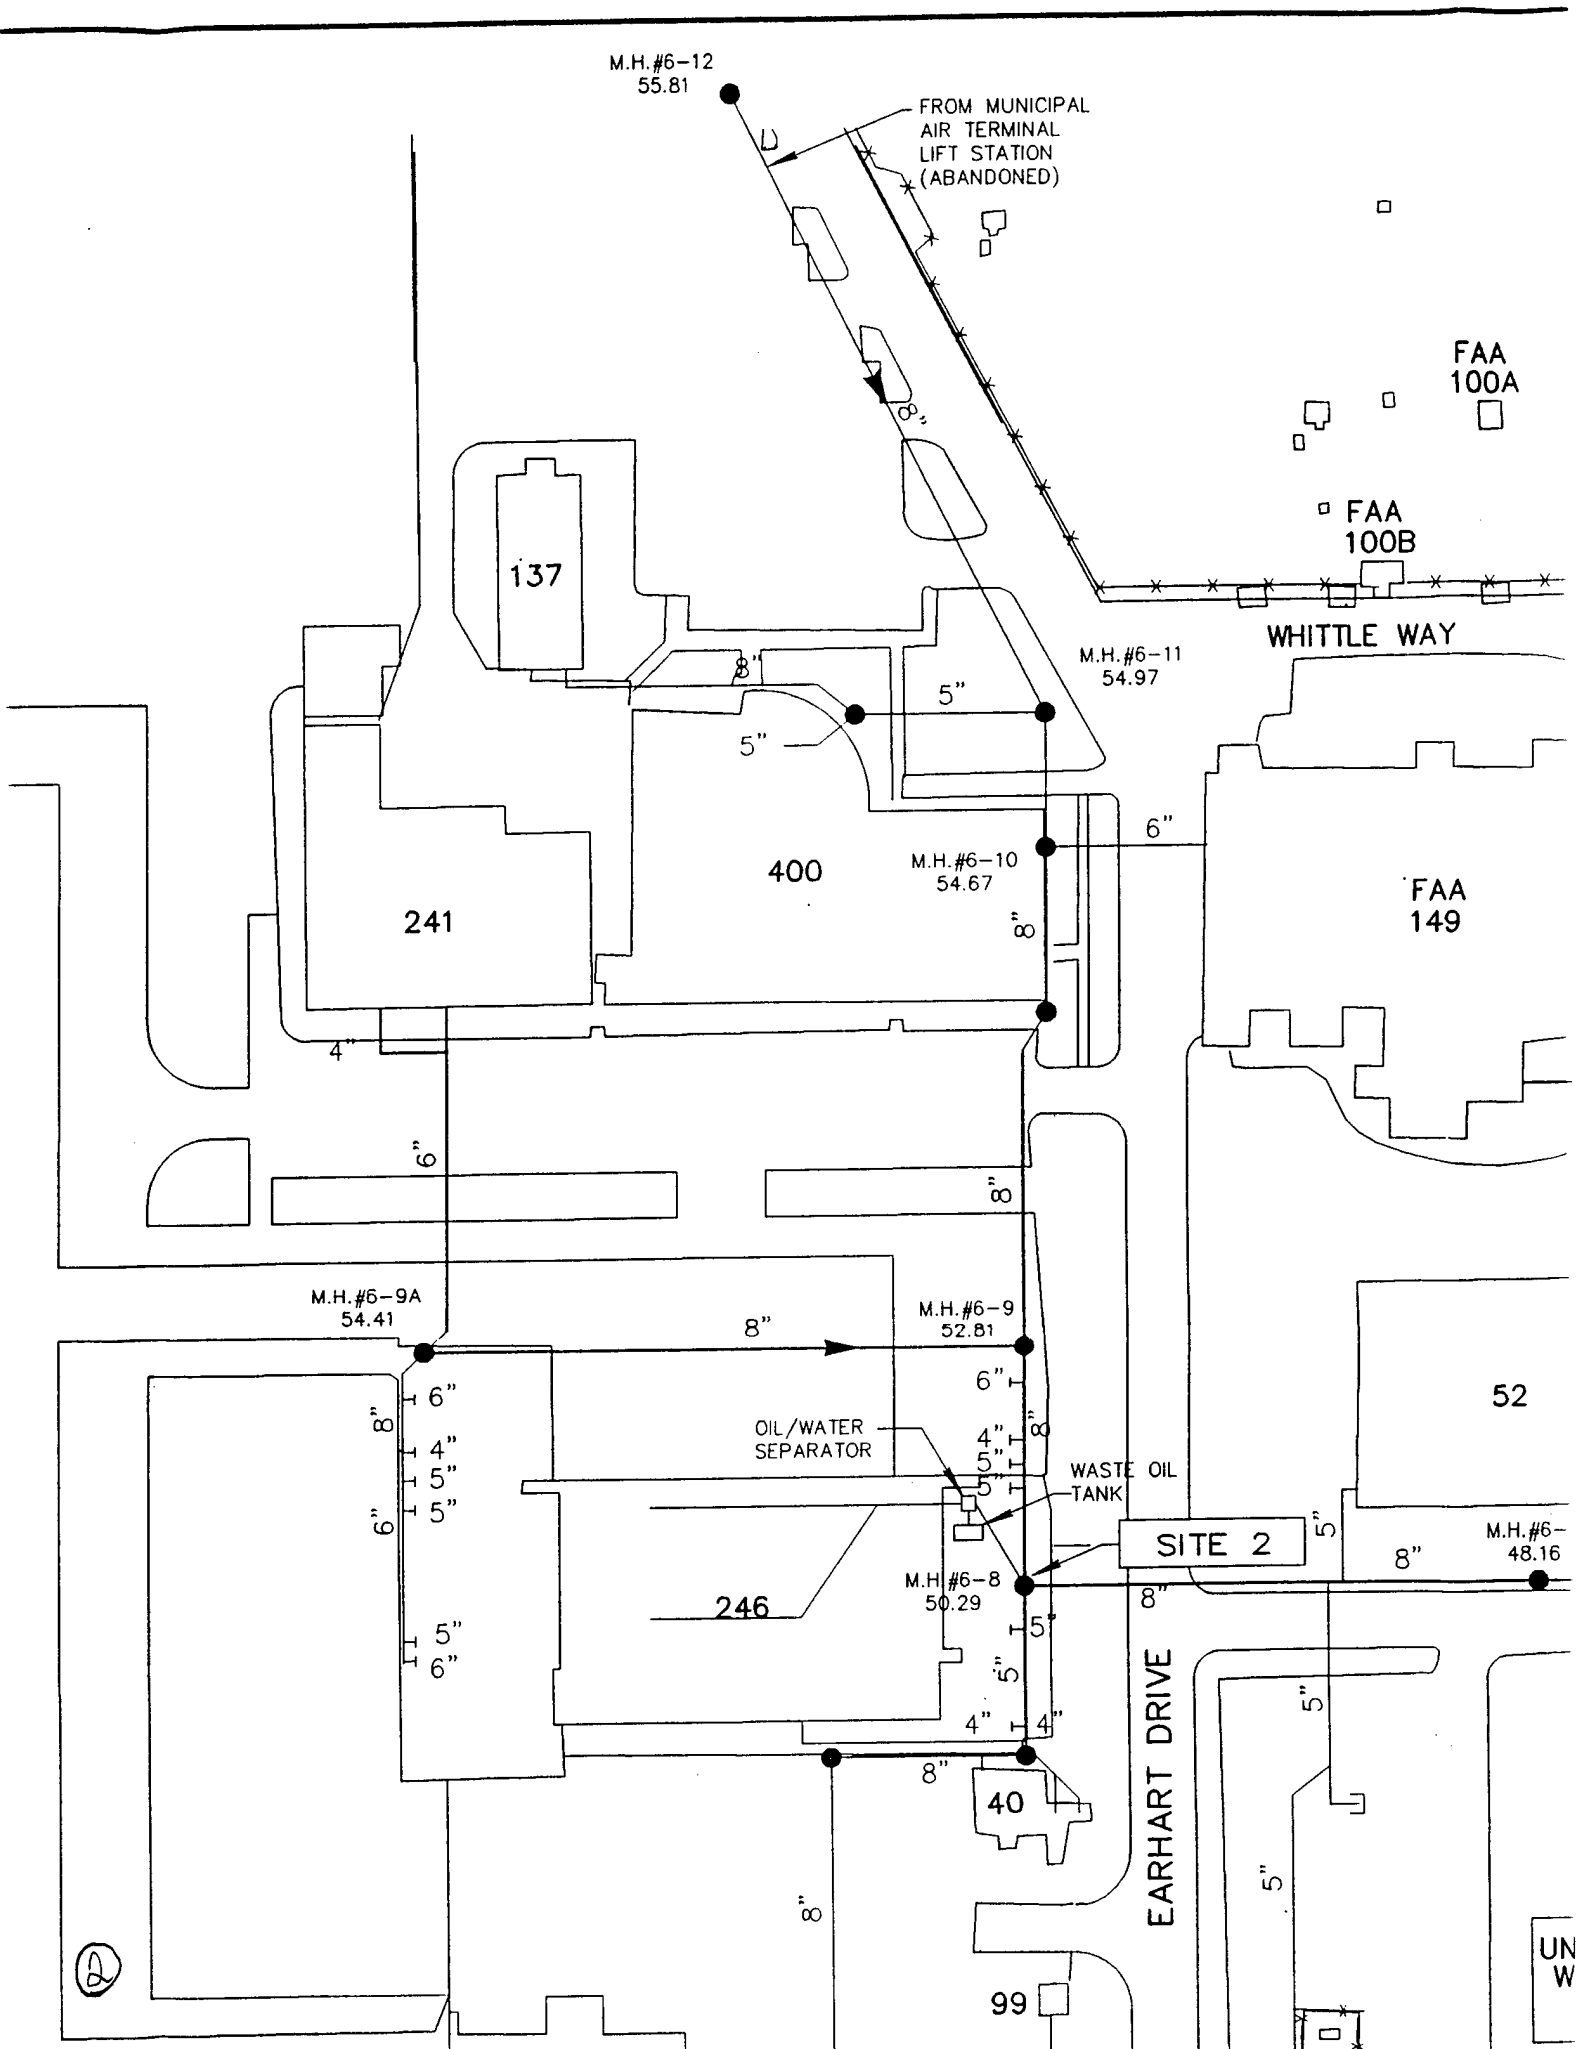 M.H.#6-12
55.81
FROM MUNICIPAL
AIR TERMINAL
LIFT STATION
(ABANDONED)
8"
FAA
100A
FAA
100B
137
WHITTLE WAY
M.H.#6-11
54.97
8"
5"
5"
6"
M.H.#6-10
54.67
400
FAA
149
241
8"
4"
6"
8"
M.H.#6-9A
54.41
M.H.#6-9
52.81
8"
6"
6"
8"
8"
4"
4"
5"
5"
5"
5"
6"
OIL/WATER
SEPARATOR
WASTE OIL
TANK
52
SITE 2
5"
M.H.#6-
48.16
8"
8"
M.H.#6-8
50.29
246
5"
5"
6"
5"
4"
4"
8"
5"
40
EARHART DRIVE
5"
8"
2
99
UN
W